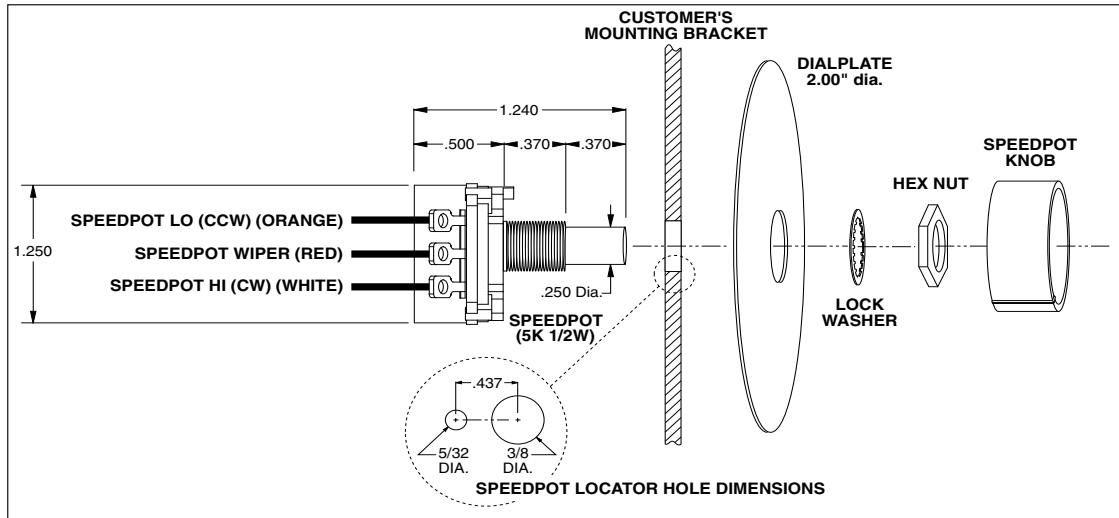 CUSTOMER'S
MOUNTING BRACKET
DIALPLATE
2.00" dia.
1.240
.500
.370
.370
SPEEDPOT
KNOB
HEX NUT
SPEEDPOT LO (CCW) (ORANGE)
1.250
SPEEDPOT WIPER (RED)
SPEEDPOT HI (CW) (WHITE)
.250 Dia.
LOCK
WASHER
SPEEDPOT
(5K 1/2W)
.437
5/32
DIA.
3/8
DIA.
SPEEDPOT LOCATOR HOLE DIMENSIONS